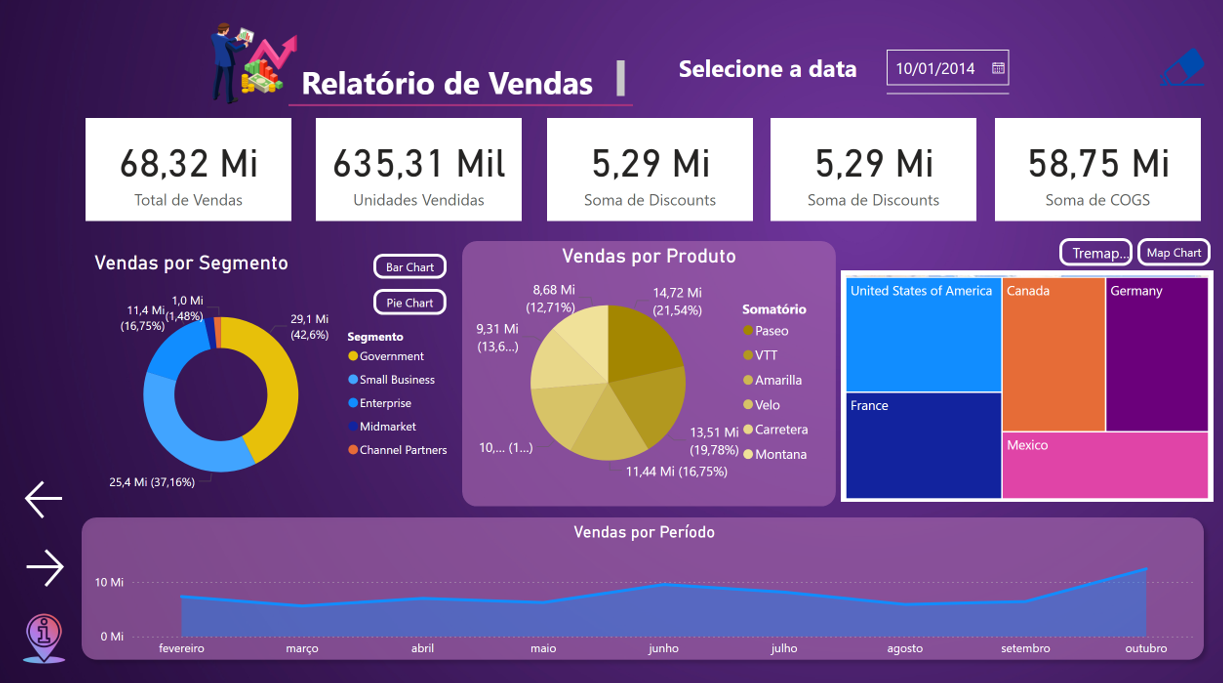 Relatório de Vendas
Selecione a data
10/01/2014
68,32 Mi
Total de Vendas
635,31 Mil
Unidades Vendidas
5,29 Mi
Soma de Discounts
5,29 Mi
Soma de Discounts
58,75 Mi
Soma de COGS
Vendas por Segmento
Bar Chart
Pie Chart
1,0 Mi
(1,48%)
11,4 Mi
(16,75%)
29,1 Mi
(42,6%)
25,4 Mi (37,16%)
Segmento
Government
Small Business
Enterprise
Midmarket
Channel Partners
Vendas por Produto
8,68 Mi
(12,71%)
14,72 Mi
(21,54%)
9,31 Mi
(13,6...)
10,... (1...)
13,51 Mi
(19,78%)
11,44 Mi (16,75%)
Somatório
Paseo
VTT
Amarilla
Velo
Carretera
Montana
Tremap...
Map Chart
United States of America
Canada
Germany
France
Mexico
Vendas por Período
10 Mi
0 Mi
fevereiro
março
abril
maio
junho
julho
agosto
setembro
outubro